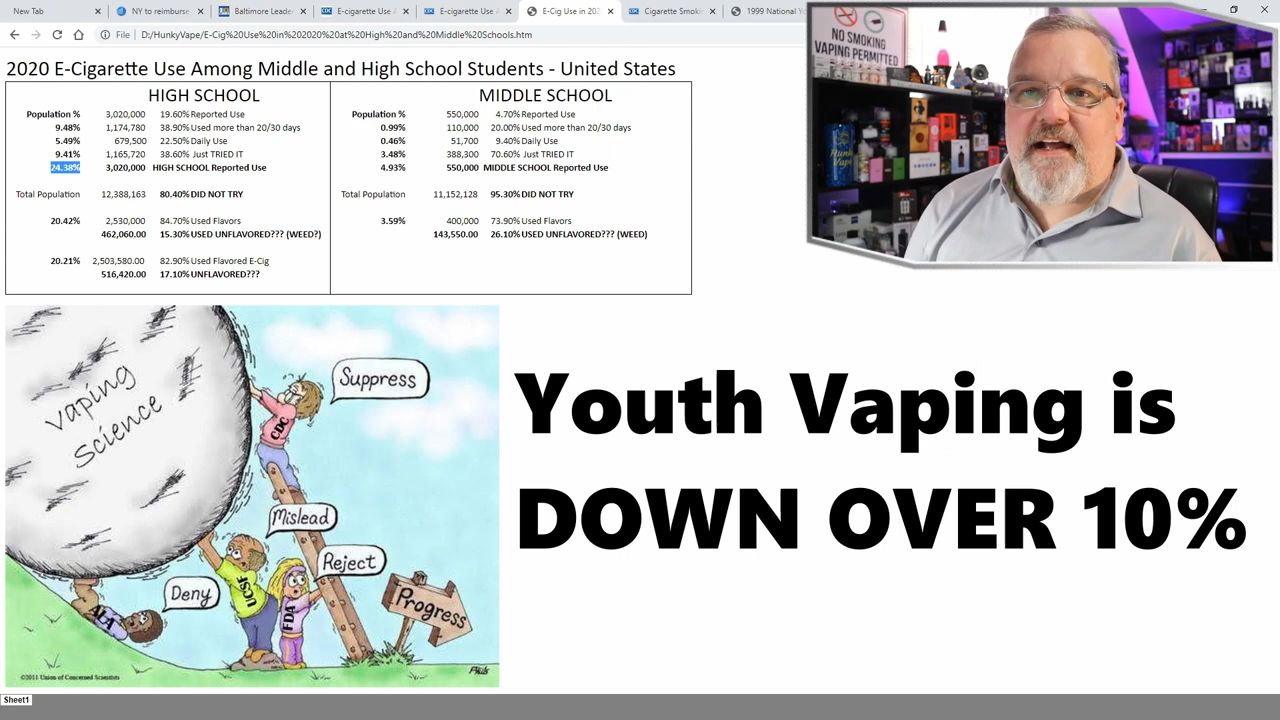 New Tab
NY to reimburse
Baltimore Leade
E-cigarette Use A
E-cigarette Use A
E-Cig Use in 202
Cigarette Smoki
1999 National Yo
File D:/HunkyVape/E-Cig%20Use%20in%202020%20at%20High%20and%20Middle%20Schools.htm
NO SMOKING
VAPING PERMITTED
2020 E-Cigarette Use Among Middle and High School Students - United States
HIGH SCHOOL
Population % 3,020,000 19.60% Reported Use
9.48% 1,174,780 38.90% Used more than 20/30 days
5.49% 679,500 22.50% Daily Use
9.41% 1,165,720 38.60% Just TRIED IT
24.38% 3,020,000 HIGH SCHOOL Reported Use
Total Population 12,388,163 80.40% DID NOT TRY
20.42% 2,530,000 84.70% Used Flavors
462,060.00 15.30% USED UNFLAVORED??? (WEED?)
20.21% 2,503,580.00 82.90% Used Flavored E-Cig
516,420.00 17.10% UNFLAVORED???
MIDDLE SCHOOL
Population % 550,000 4.70% Reported Use
0.99% 110,000 20.00% Used more than 20/30 days
0.46% 51,700 9.40% Daily Use
3.48% 388,300 70.60% Just TRIED IT
4.93% 550,000 MIDDLE SCHOOL Reported Use
Total Population 11,152,128 95.30% DID NOT TRY
3.59% 400,000 73.90% Used Flavors
143,550.00 26.10% USED UNFLAVORED??? (WEED)
vaping
science
Suppress
CDC
Mislead
UCSF
Reject
FDA
Deny
ALA
Progress
©2011 Union of Concerned Scientists
Youth Vaping is
DOWN OVER 10%
Sheet1